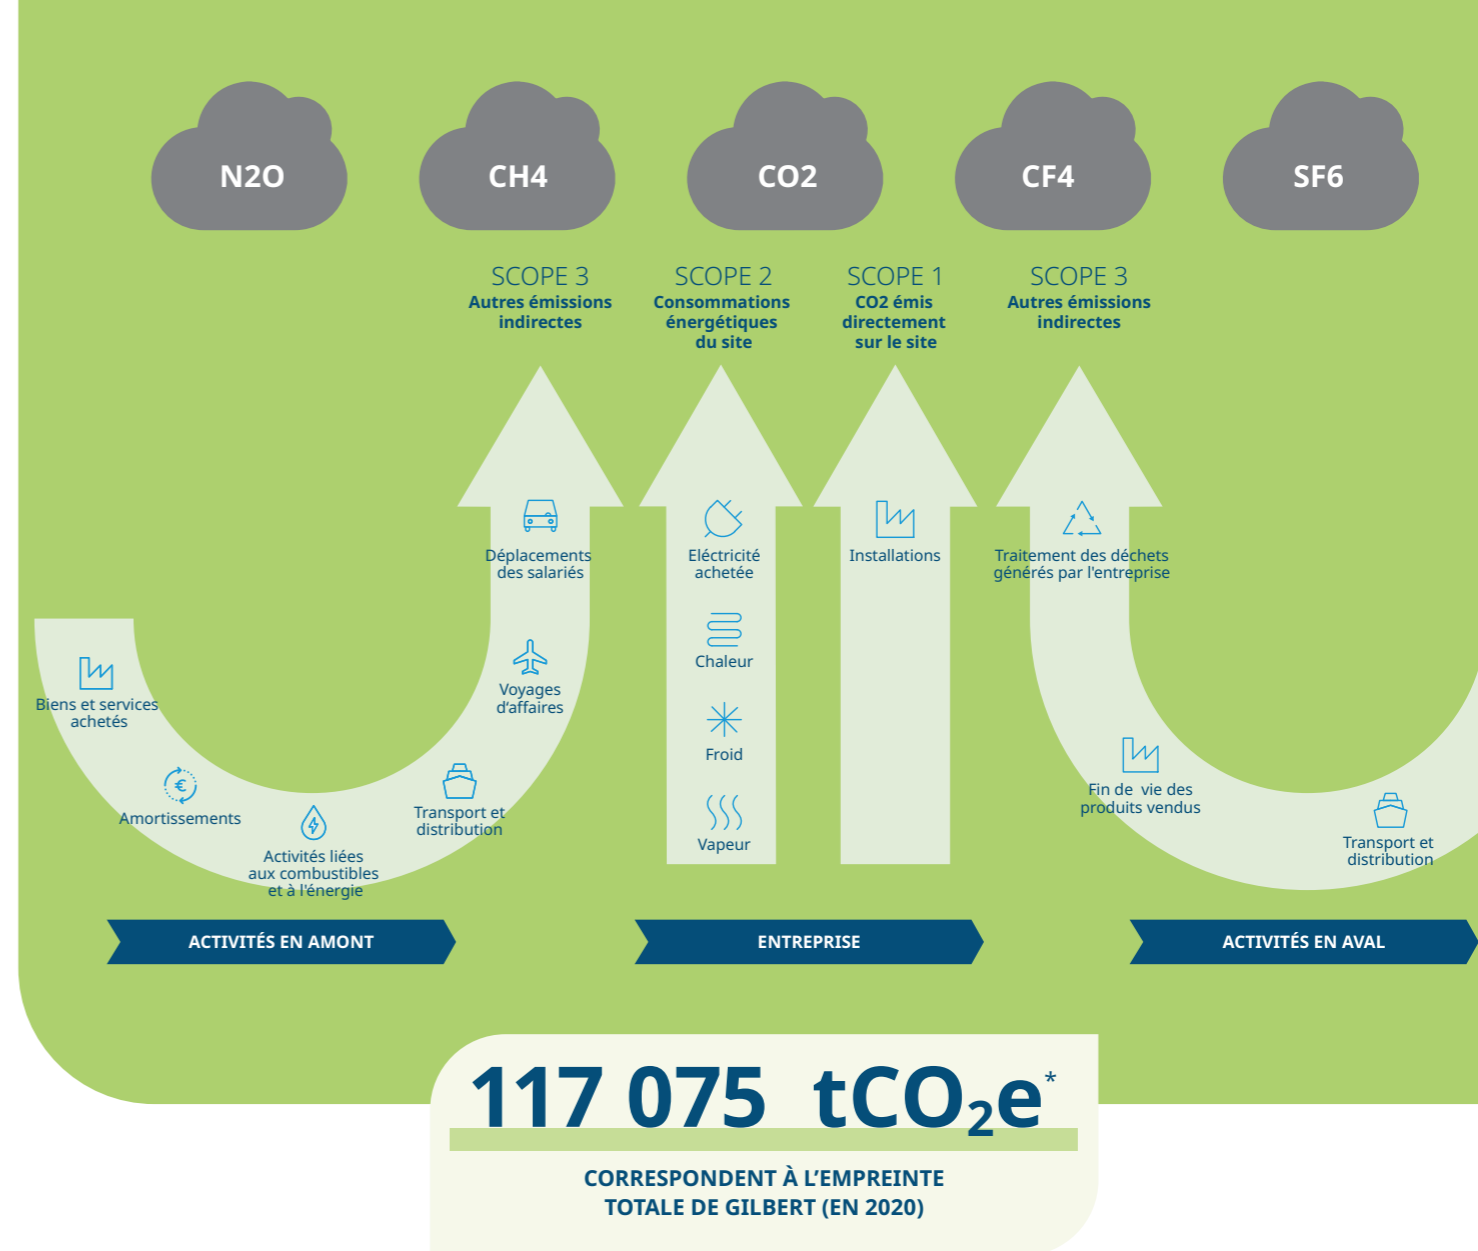 N2O
CH4
CO2
CF4
SF6
SCOPE 3
Autres émissions
indirectes
SCOPE 2
Consommations
énergétiques
du site
SCOPE 1
CO2 émis
directement
sur le site
SCOPE 3
Autres émissions
indirectes
Biens et services
achetés
Amortissements
Activités liées
aux combustibles
et à l'énergie
Transport et
distribution
Voyages
d‘affaires
Déplacements
des salariés
Eléctricité
achetée
Chaleur
Froid
Vapeur
Installations
Traitement des déchets
générés par l'entreprise
Fin de vie des
produits vendus
Transport et
distribution
ACTIVITÉS EN AMONT
ENTREPRISE
ACTIVITÉS EN AVAL
117 075 tCO₂e*
CORRESPONDENT À L’EMPREINTE
TOTALE DE GILBERT (EN 2020)